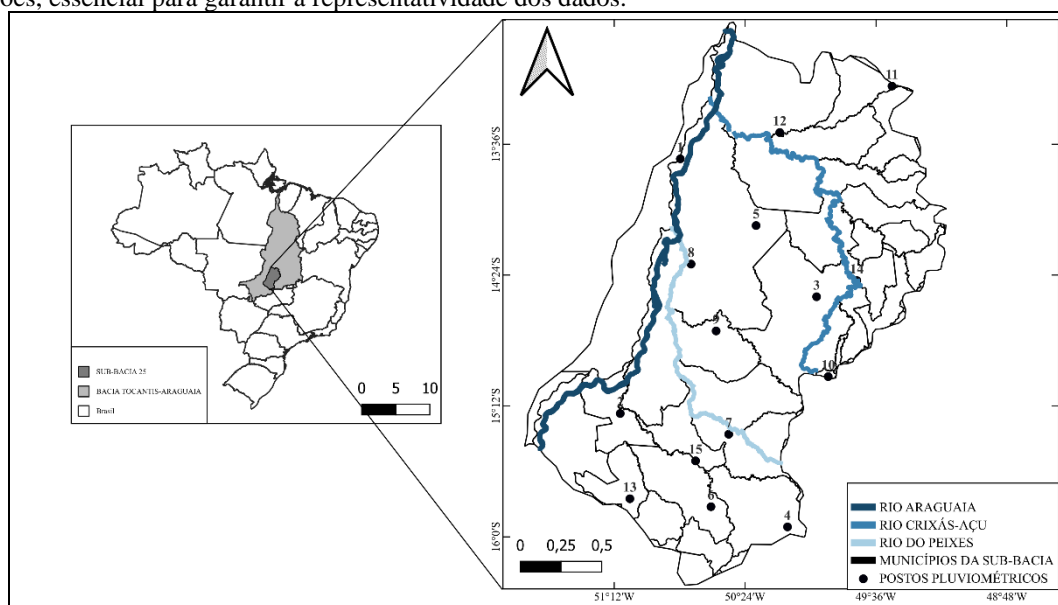 ões, essencial para garantir a representatividade dos dados.
SUB-BACIA 25
BACIA TOCANTIS-ARAGUAIA
Brasil
0 5 10
13°36'S
14°24'S
15°12'S
16°0'S
11
12
1
5
8
14
3
9
10
2
7
15
13
6
4
0 0,25 0,5
RIO ARAGUAIA
RIO CRIXÁS-AÇU
RIO DO PEIXES
MUNICÍPIOS DA SUB-BACIA
POSTOS PLUVIOMÉTRICOS
51°12'W 50°24'W 49°36'W 48°48'W